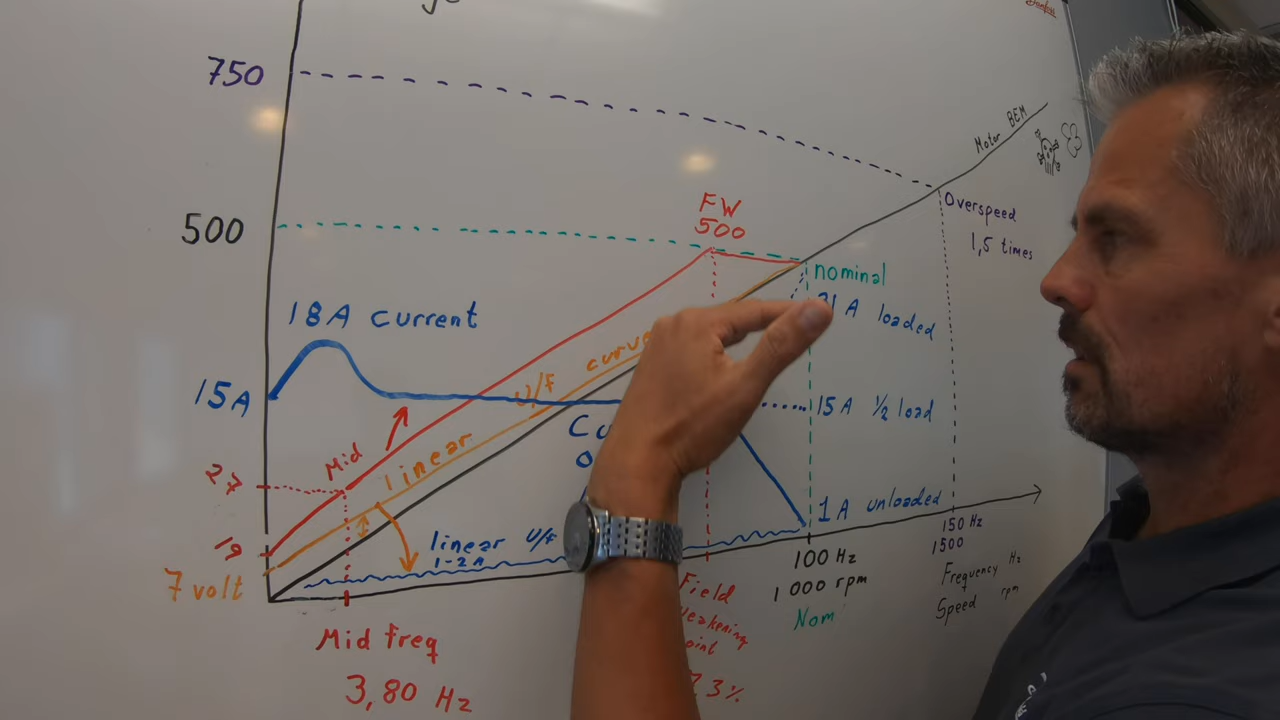 750
Motor BEM
500
FW
500
Overspeed
1,5 times
nominal
A loaded
18A current
15A
15A ½ load
U/F curve
linear
Mid
27
19
7 volt
linear U/F
1-2A
1A unloaded
100 Hz
1000 rpm
Nom
150 Hz
1500
Frequency Hz
Speed rpm
Mid freq
3,80 Hz
Field